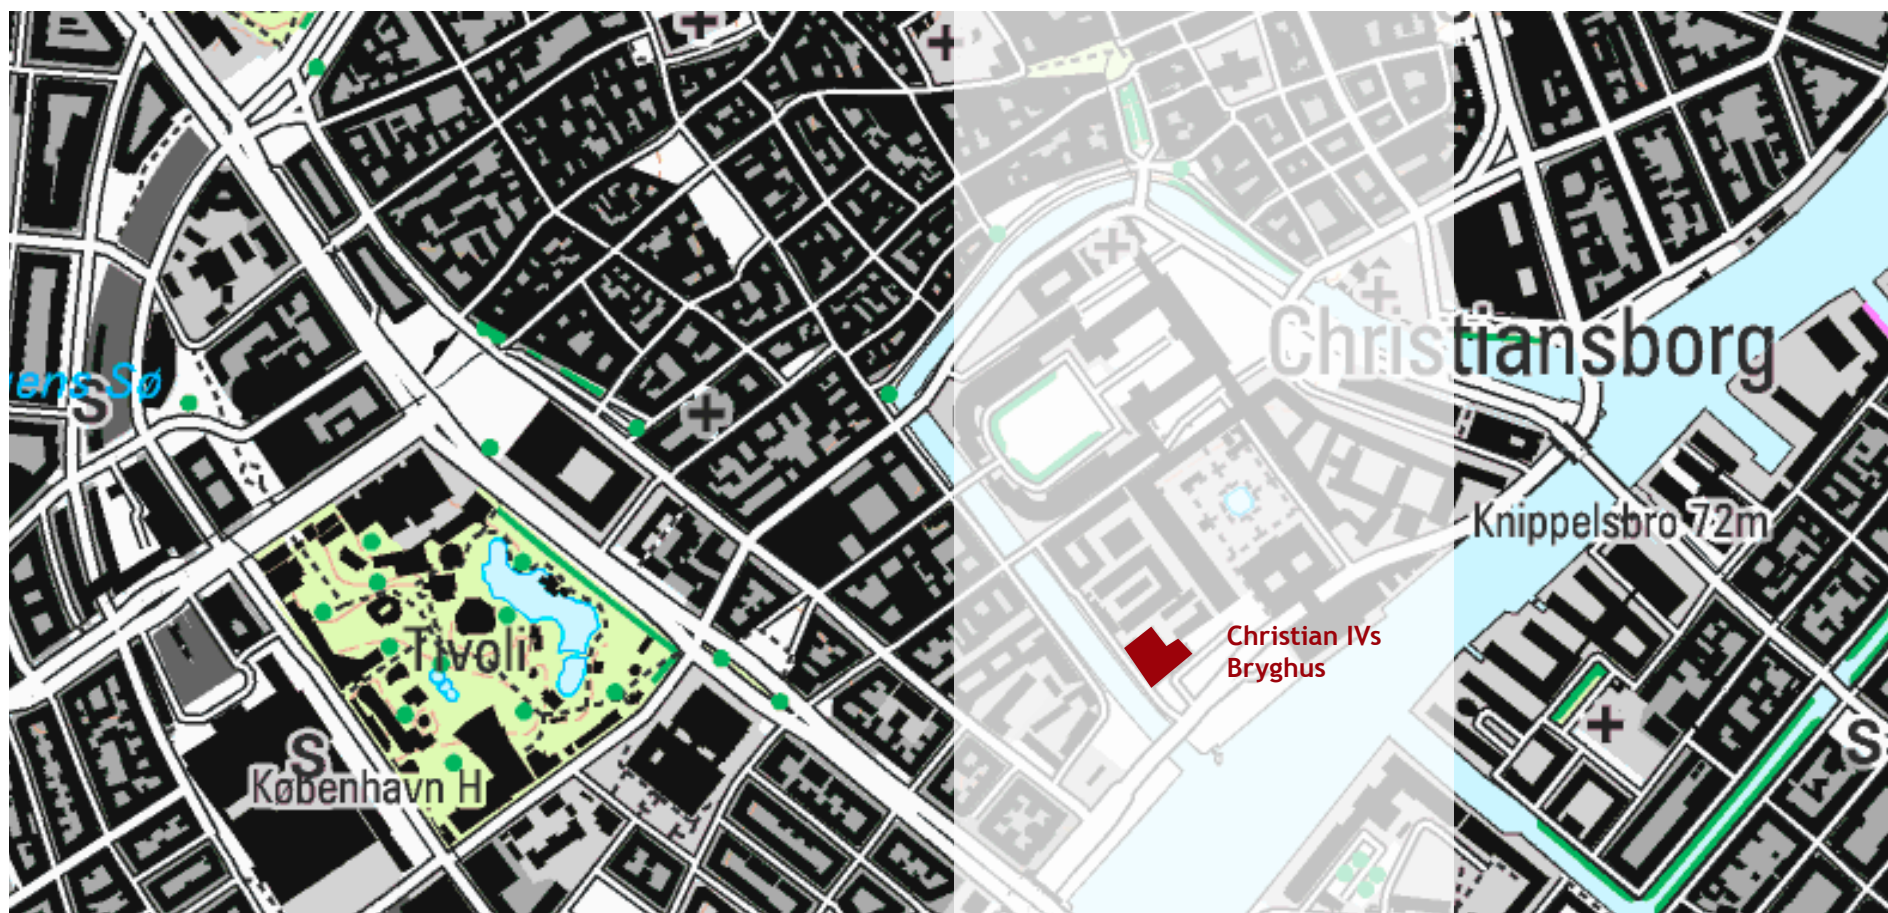 Christiansborg
ens Sø
S
Knippelsbro 72m
Christian IVs
Bryghus
Tivoli
S
København H
S